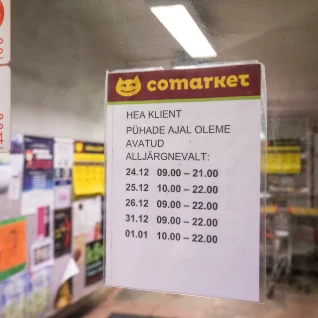 comarket
HEA KLIENT
PÜHADE AJAL OLEME
AVATUD
ALLJÄRGNEVALT:
24.12 09.00 – 21.00
25.12 10.00 – 22.00
26.12 09.00 – 22.00
31.12 09.00 – 22.00
01.01 10.00 – 22.00